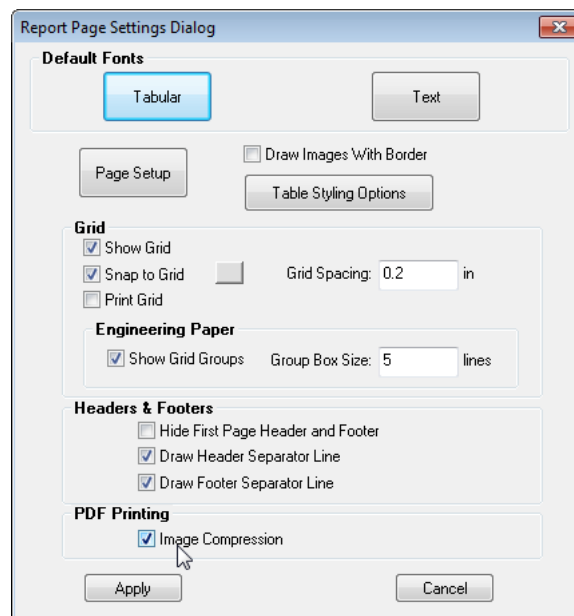 Report Page Settings Dialog
Default Fonts
Tabular Text
Draw Images With Border
Page Setup
Table Styling Options
Grid
Show Grid
Snap to Grid Grid Spacing: 0.2 in
Print Grid
Engineering Paper
Show Grid Groups Group Box Size: 5 lines
Headers & Footers
Hide First Page Header and Footer
Draw Header Separator Line
Draw Footer Separator Line
PDF Printing
Image Compression
Apply Cancel